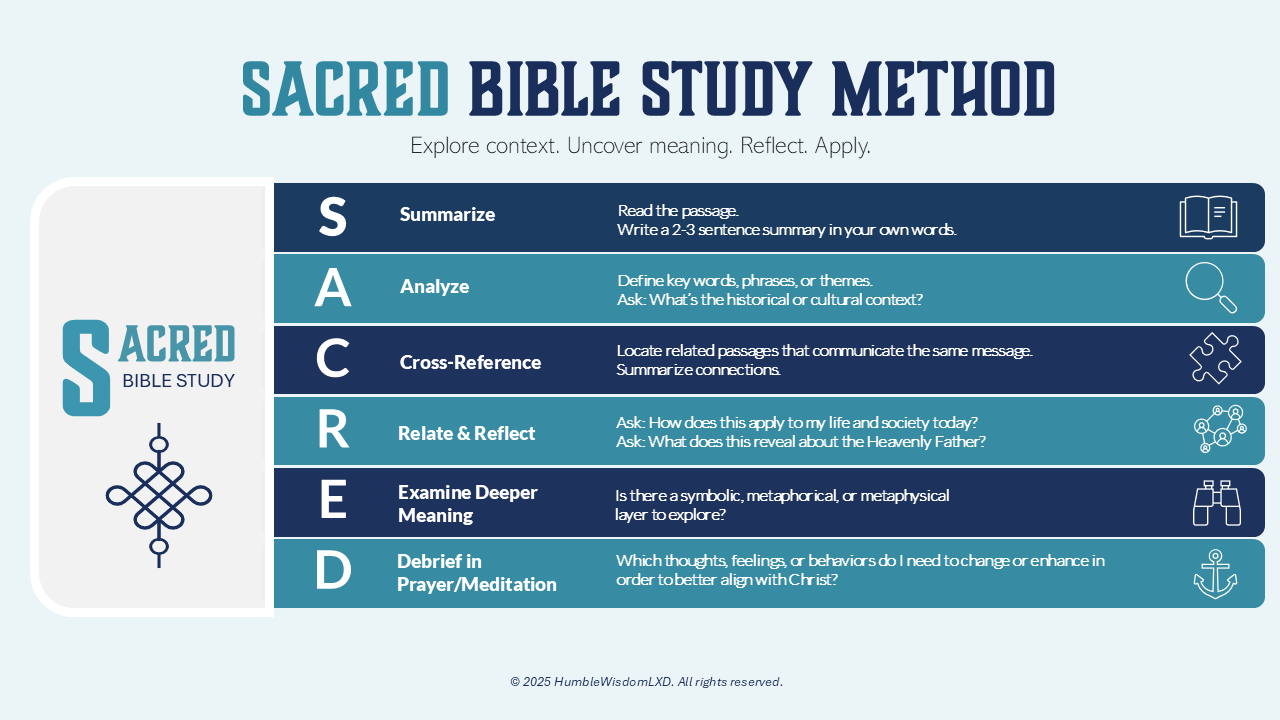 SACRED BIBLE STUDY METHOD
Explore context. Uncover meaning. Reflect. Apply.
SACRED
BIBLE STUDY
S
Summarize
Read the passage.
Write a 2-3 sentence summary in your own words.
A
Analyze
Define key words, phrases, or themes.
Ask: What's the historical or cultural context?
C
Cross-Reference
Locate related passages that communicate the same message.
Summarize connections.
R
Relate & Reflect
Ask: How does this apply to my life and society today?
Ask: What does this reveal about the Heavenly Father?
E
Examine Deeper
Meaning
Is there a symbolic, metaphorical, or metaphysical
layer to explore?
D
Debrief in
Prayer/Meditation
Which thoughts, feelings, or behaviors do I need to change or enhance in
order to better align with Christ?
© 2025 HumbleWisdomLXD. All rights reserved.